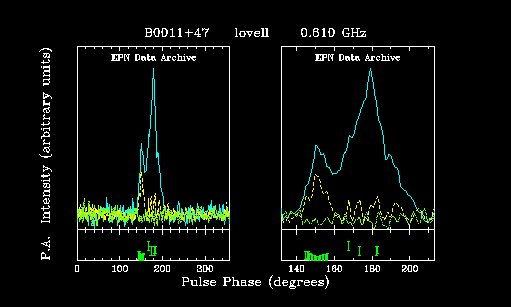 B0011+47 lovell 0.610 GHz
EPN Data Archive EPN Data Archive
Intensity (arbitrary units)
P.A.
0 100 200 300 140 160 180 200
Pulse Phase (degrees)